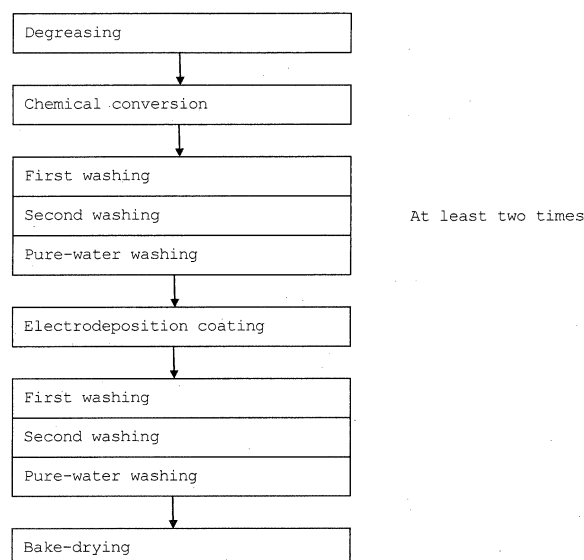 Degreasing
Chemical conversion
First washing
Second washing
At least two times
Pure-water washing
Electrodeposition coating
First washing
Second washing
Pure-water washing
Bake-drying